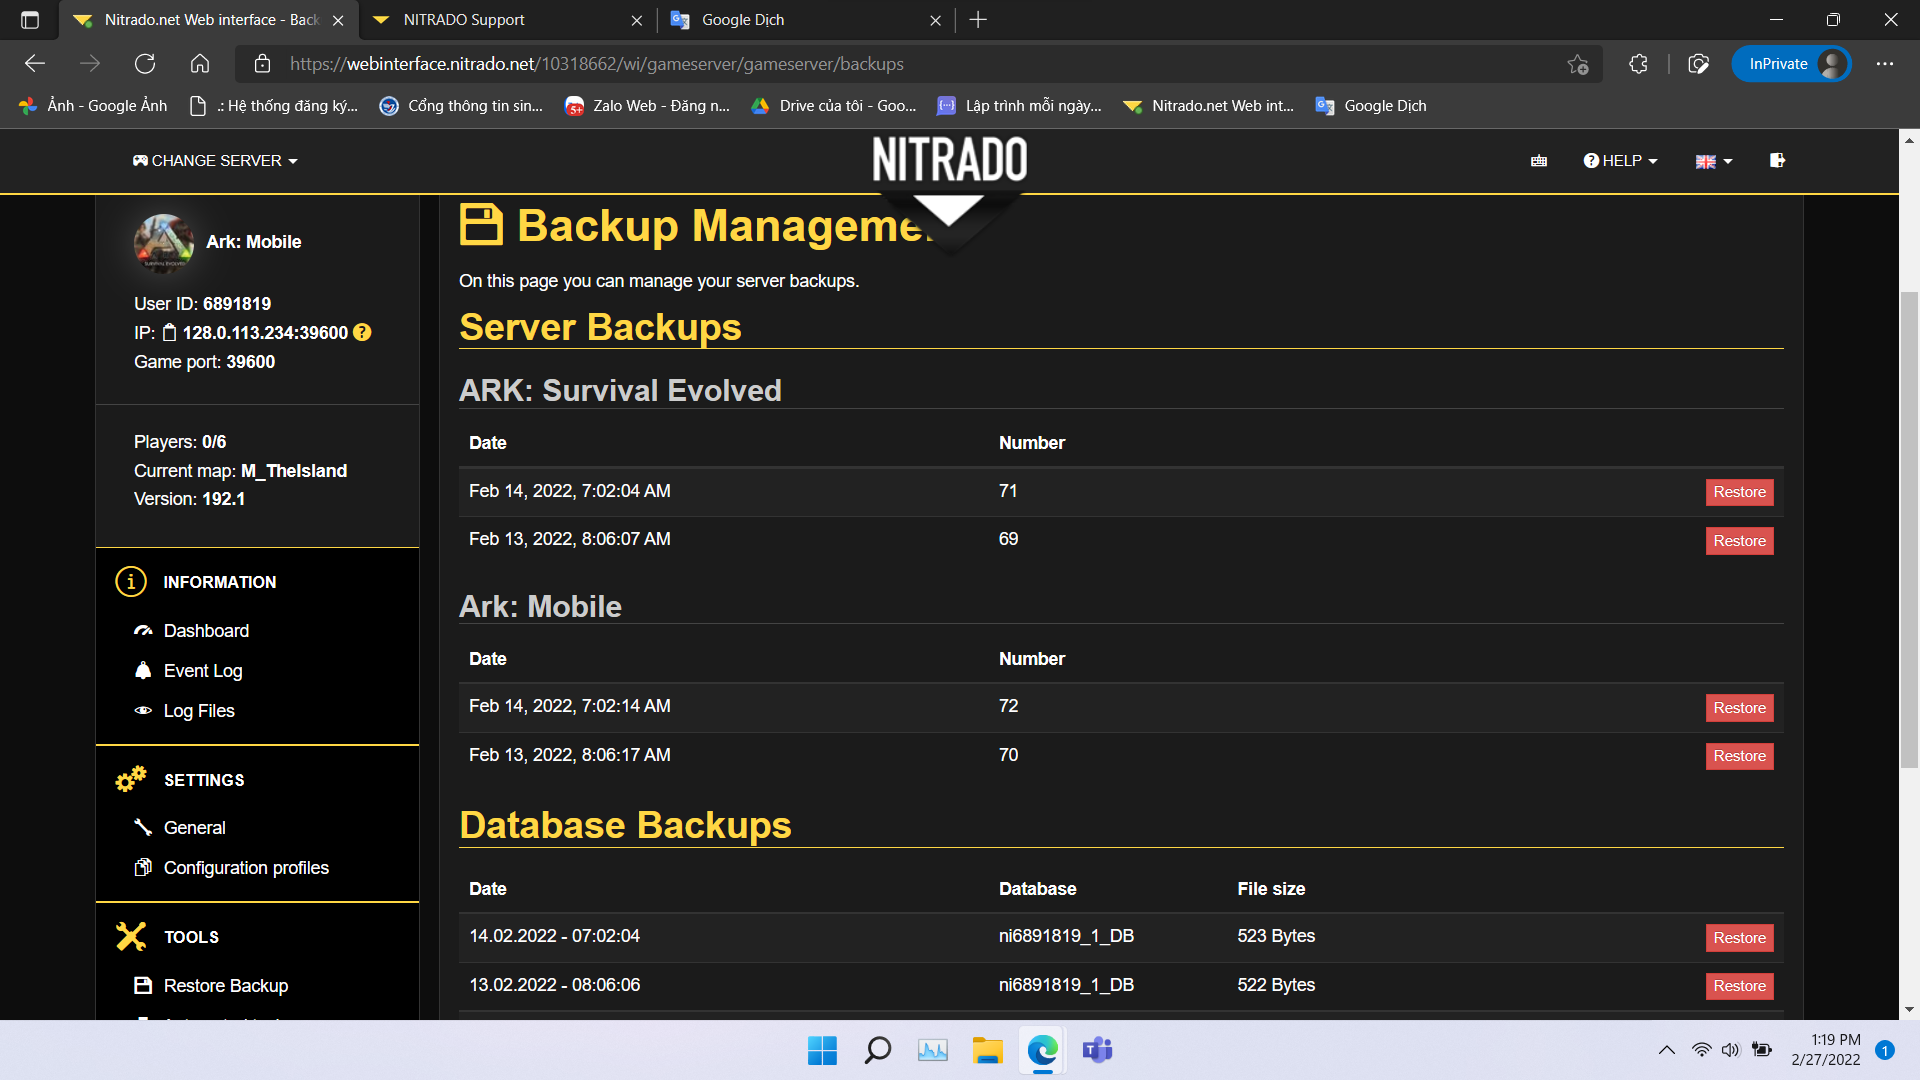 Nitrado.net Web interface - Back
NITRADO Support
Google Dịch
https://webinterface.nitrado.net/10318662/wi/gameserver/gameserver/backups
InPrivate
Ảnh - Google Ảnh
.: Hệ thống đăng ký...
Cổng thông tin sin...
Zalo Web - Đăng n...
Drive của tôi - Goo...
Lập trình mỗi ngày...
Nitrado.net Web int...
Google Dịch
CHANGE SERVER
NITRADO
HELP
Ark: Mobile
User ID: 6891819
IP: 128.0.113.234:39600
Game port: 39600
Players: 0/6
Current map: M_TheIsland
Version: 192.1
INFORMATION
Dashboard
Event Log
Log Files
SETTINGS
General
Configuration profiles
TOOLS
Restore Backup
Backup Manageme
On this page you can manage your server backups.
Server Backups
ARK: Survival Evolved
Date Number
Feb 14, 2022, 7:02:04 AM 71 Restore
Feb 13, 2022, 8:06:07 AM 69 Restore
Ark: Mobile
Date Number
Feb 14, 2022, 7:02:14 AM 72 Restore
Feb 13, 2022, 8:06:17 AM 70 Restore
Database Backups
Date Database File size
14.02.2022 - 07:02:04 ni6891819_1_DB 523 Bytes Restore
13.02.2022 - 08:06:06 ni6891819_1_DB 522 Bytes Restore
1:19 PM
2/27/2022
1